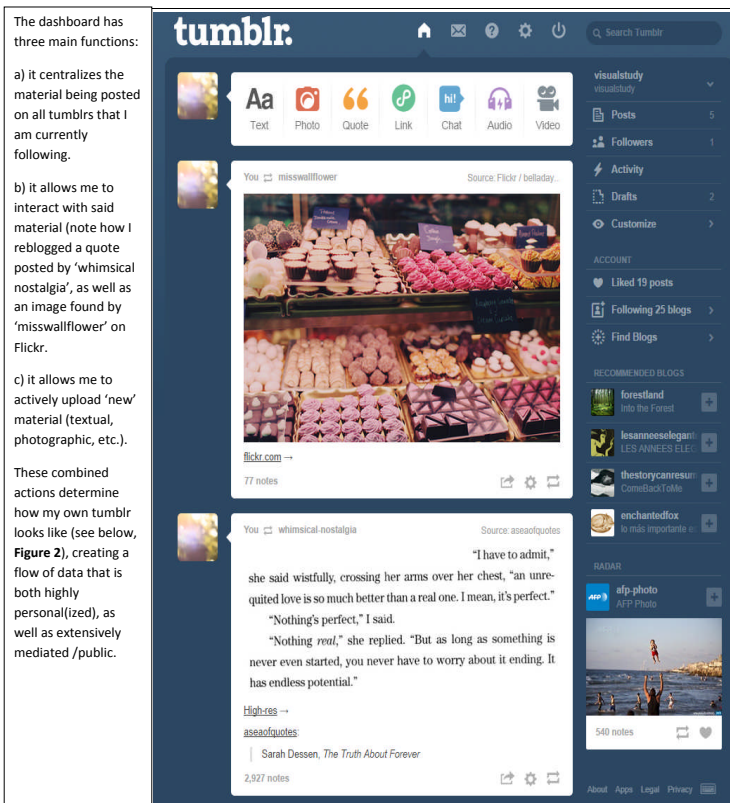 The dashboard has
three main functions:
a) it centralizes the
material being posted
on all tumblrs that I
am currently
following.
b) it allows me to
interact with said
material (note how I
reblogged a quote
posted by ‘whimsical
nostalgia’, as well as
an image found by
‘misswallflower’ on
Flickr.
c) it allows me to
actively upload ‘new’
material (textual,
photographic, etc.).
These combined
actions determine
how my own tumblr
looks like (see below,
Figure 2), creating a
flow of data that is
both highly
personal(ized), as
well as extensively
mediated /public.
tumblr.
Search Tumblr
Aa
hi!
Text Photo Quote Link Chat Audio Video
You misswallflower Source: Flickr / belladay...
flickr.com →
77 notes
You whimsical-nostalgia Source: aseaofquotes
“I have to admit,”
she said wistfully, crossing her arms over her chest, “an unre-
quited love is so much better than a real one. I mean, it’s perfect.”
“Nothing’s perfect,” I said.
“Nothing real,” she replied. “But as long as something is
never even started, you never have to worry about it ending. It
has endless potential.”
High-res →
aseaofquotes:
Sarah Dessen, The Truth About Forever
2,927 notes
visualstudy
visualstudy
Posts 5
Followers 1
Activity
Drafts 2
Customize
ACCOUNT
Liked 19 posts
Following 25 blogs
Find Blogs
RECOMMENDED BLOGS
forestland
Into the Forest
lesanneeselegant
LES ANNEES ELEC
thestorycanresum
ComeBackToMe
enchantedfox
lo más importante es
RADAR
AFP
afp-photo
AFP Photo
540 notes
About Apps Legal Privacy